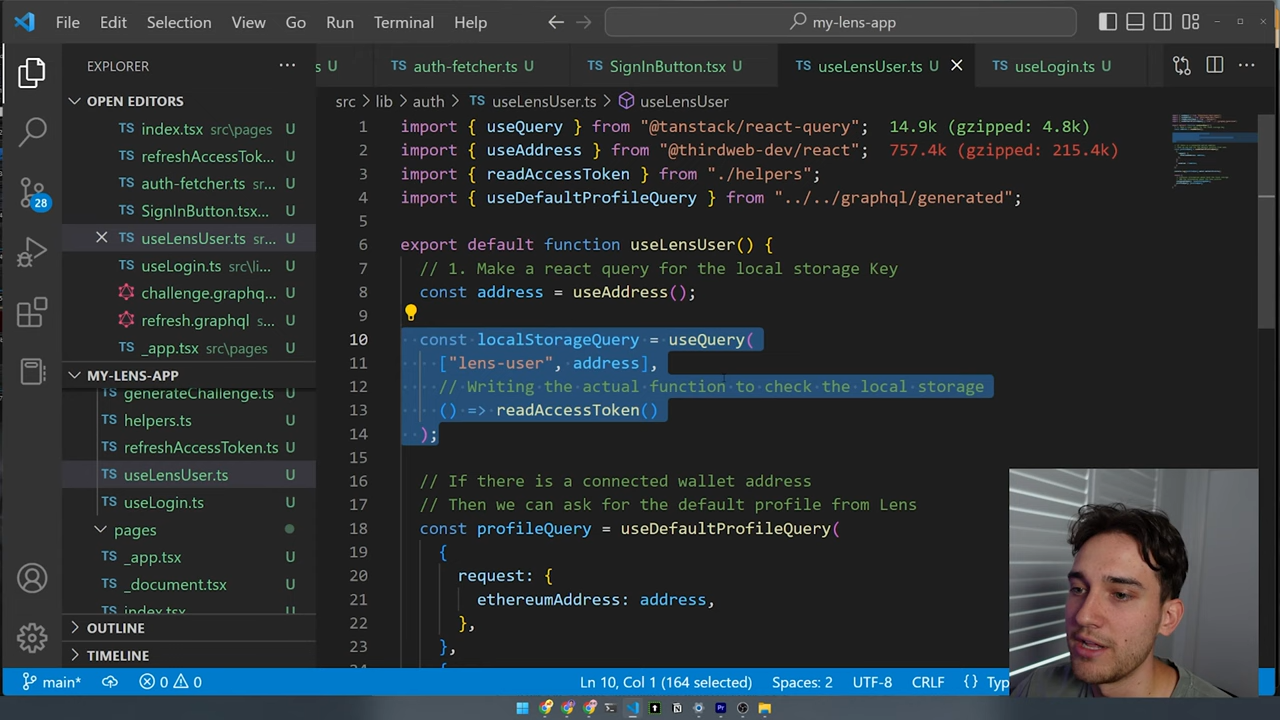 File Edit Selection View Go Run Terminal Help
my-lens-app
EXPLORER
OPEN EDITORS
TS index.tsx src\pages U
TS refreshAccessTok... U
TS auth-fetcher.ts sr... U
TS SignInButton.tsx... U
TS useLensUser.ts sr... U
TS useLogin.ts src\li... U
challenge.graphq... U
refresh.graphql s... U
TS _app.tsx src\pages U
MY-LENS-APP
TS generateChallenge.ts U
TS helpers.ts U
TS refreshAccessToken.ts U
TS useLensUser.ts U
TS useLogin.ts U
pages
TS _app.tsx U
TS _document.tsx U
TS index.tsx U
OUTLINE
TIMELINE
28
s U
TS auth-fetcher.ts U
TS SignInButton.tsx U
TS useLensUser.ts U
TS useLogin.ts U
src > lib > auth > TS useLensUser.ts > useLensUser
1 import { useQuery } from "@tanstack/react-query"; 14.9k (gzipped: 4.8k)
2 import { useAddress } from "@thirdweb-dev/react"; 757.4k (gzipped: 215.4k)
3 import { readAccessToken } from "./helpers";
4 import { useDefaultProfileQuery } from "../../graphql/generated";
5
6 export default function useLensUser() {
7 // 1. Make a react query for the local storage Key
8 const address = useAddress();
9
10 const localStorageQuery = useQuery(
11 ["lens-user", address],
12 // Writing the actual function to check the local storage
13 () => readAccessToken()
14 );
15
16 // If there is a connected wallet address
17 // Then we can ask for the default profile from Lens
18 const profileQuery = useDefaultProfileQuery(
19 {
20 request: {
21 ethereumAddress: address,
22 },
23 },
24 {
main* 0 0 Ln 10, Col 1 (164 selected) Spaces: 2 UTF-8 CRLF {} Typ